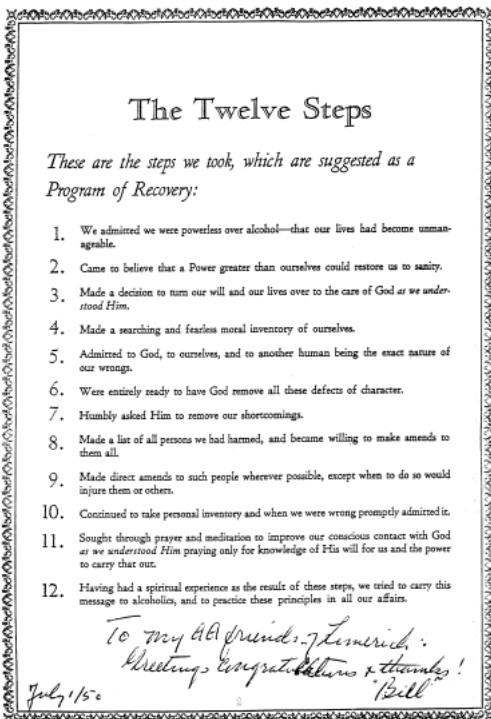 The Twelve Steps
These are the steps we took, which are suggested as a
Program of Recovery:
1. We admitted we were powerless over alcohol—that our lives had become unman-
ageable.
2. Came to believe that a Power greater than ourselves could restore us to sanity.
3. Made a decision to turn our will and our lives over to the care of God as we under-
stood Him.
4. Made a searching and fearless moral inventory of ourselves.
5. Admitted to God, to ourselves, and to another human being the exact nature of
our wrongs.
6. Were entirely ready to have God remove all these defects of character.
7. Humbly asked Him to remove our shortcomings.
8. Made a list of all persons we had harmed, and became willing to make amends to
them all.
9. Made direct amends to such people wherever possible, except when to do so would
injure them or others.
10. Continued to take personal inventory and when we were wrong promptly admitted it.
11. Sought through prayer and meditation to improve our conscious contact with God
as we understood Him praying only for knowledge of His will for us and the power
to carry that out.
12. Having had a spiritual experience as the result of these steps, we tried to carry this
message to alcoholics, and to practice these principles in all our affairs.
To my AA friends of Limerick:
Greetings Congratulations & thanks!
July 1/50 "Bill"